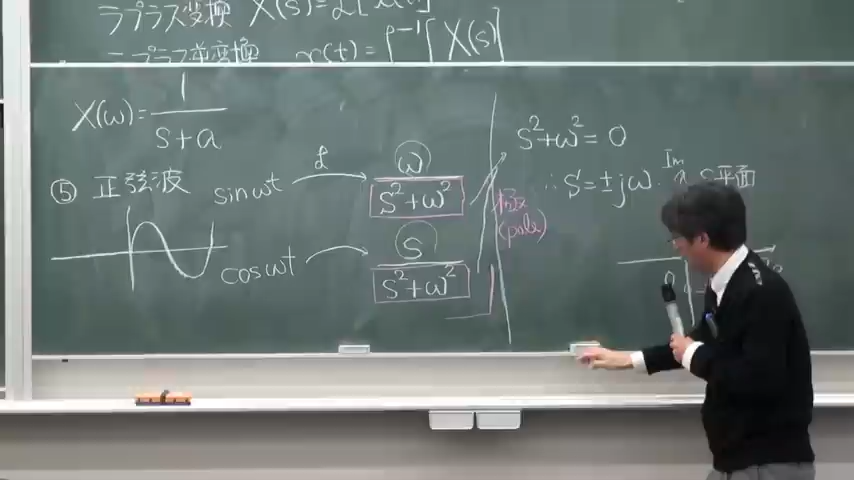 ラプラス変換 X(s)=ℒ[x(t)]
ラプラス逆変換 x(t)=ℒ⁻¹[X(s)]
X(ω)=1/(s+a)
⑤ 正弦波 sinωt → ℒ ω/(s²+ω²)
cosωt → s/(s²+ω²)
極 (pole)
s²+ω²=0
∴ s=±jω
Im
s平面
0